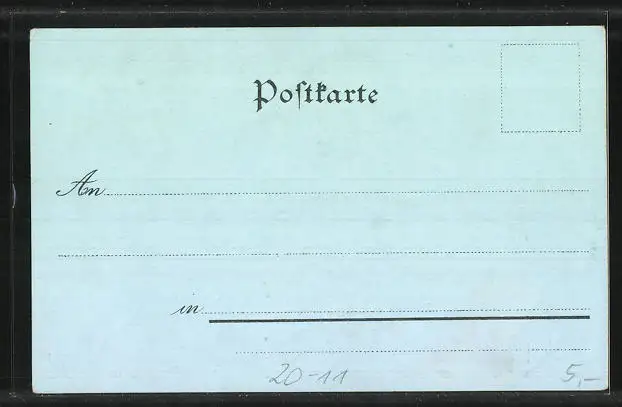 Poſtkarte
An
in
20-11
5,-